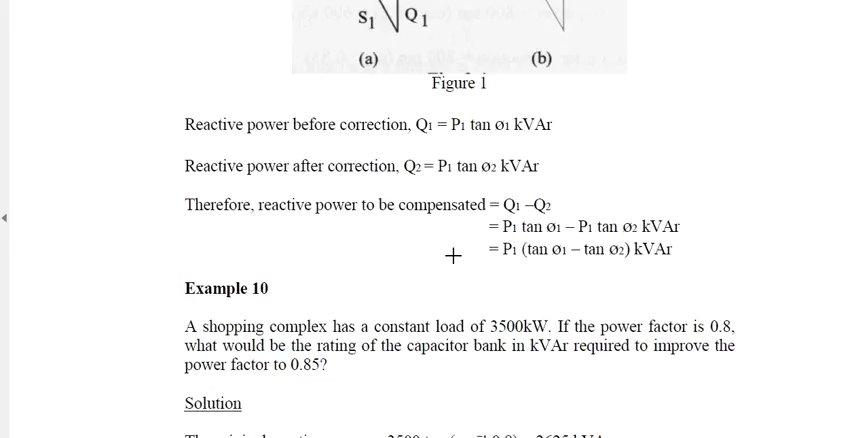 S1 Q1
(a) (b)
Figure 1
Reactive power before correction, Q1 = P1 tan ø1 kVAr
Reactive power after correction, Q2 = P1 tan ø2 kVAr
Therefore, reactive power to be compensated = Q1 –Q2
= P1 tan ø1 – P1 tan ø2 kVAr
= P1 (tan ø1 – tan ø2) kVAr
Example 10
A shopping complex has a constant load of 3500kW. If the power factor is 0.8,
what would be the rating of the capacitor bank in kVAr required to improve the
power factor to 0.85?
Solution